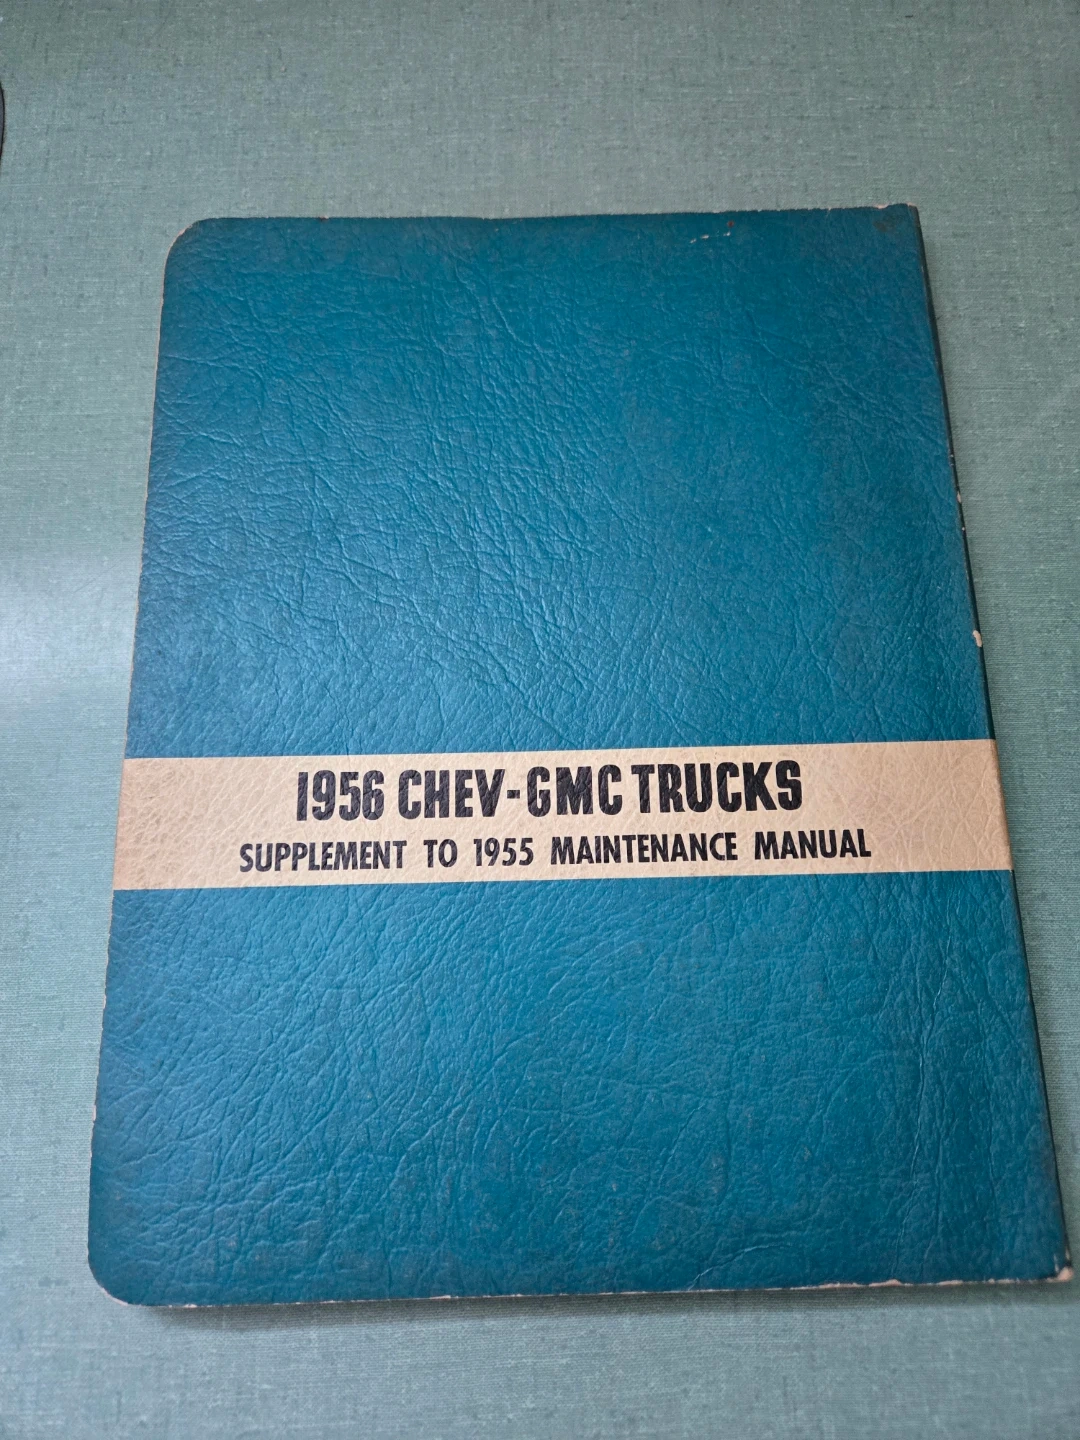 1956 CHEV-GMC TRUCKS
SUPPLEMENT TO 1955 MAINTENANCE MANUAL